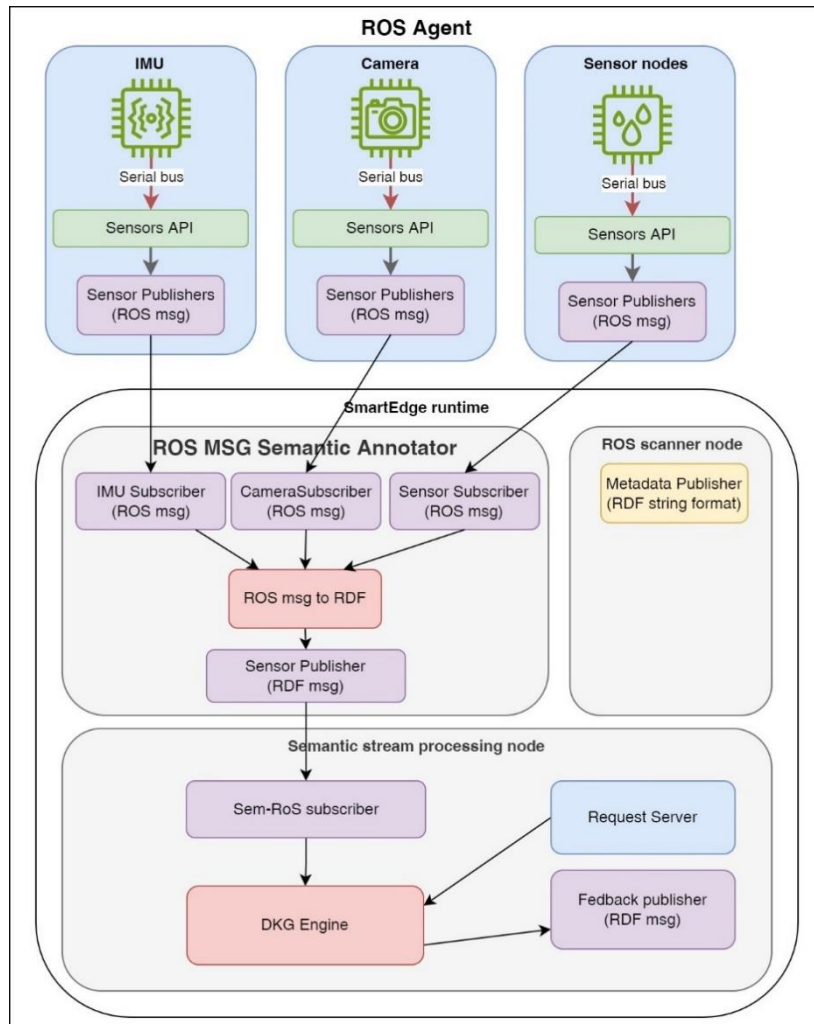 ROS Agent
IMU
Camera
Sensor nodes
Serial bus
Serial bus
Serial bus
Sensors API
Sensors API
Sensors API
Sensor Publishers
(ROS msg)
Sensor Publishers
(ROS msg)
Sensor Publishers
(ROS msg)
SmartEdge runtime
ROS MSG Semantic Annotator
IMU Subscriber
(ROS msg)
CameraSubscriber
(ROS msg)
Sensor Subscriber
(ROS msg)
ROS msg to RDF
Sensor Publisher
(RDF msg)
ROS scanner node
Metadata Publisher
(RDF string format)
Semantic stream processing node
Sem-RoS subscriber
Request Server
DKG Engine
Fedback publisher
(RDF msg)